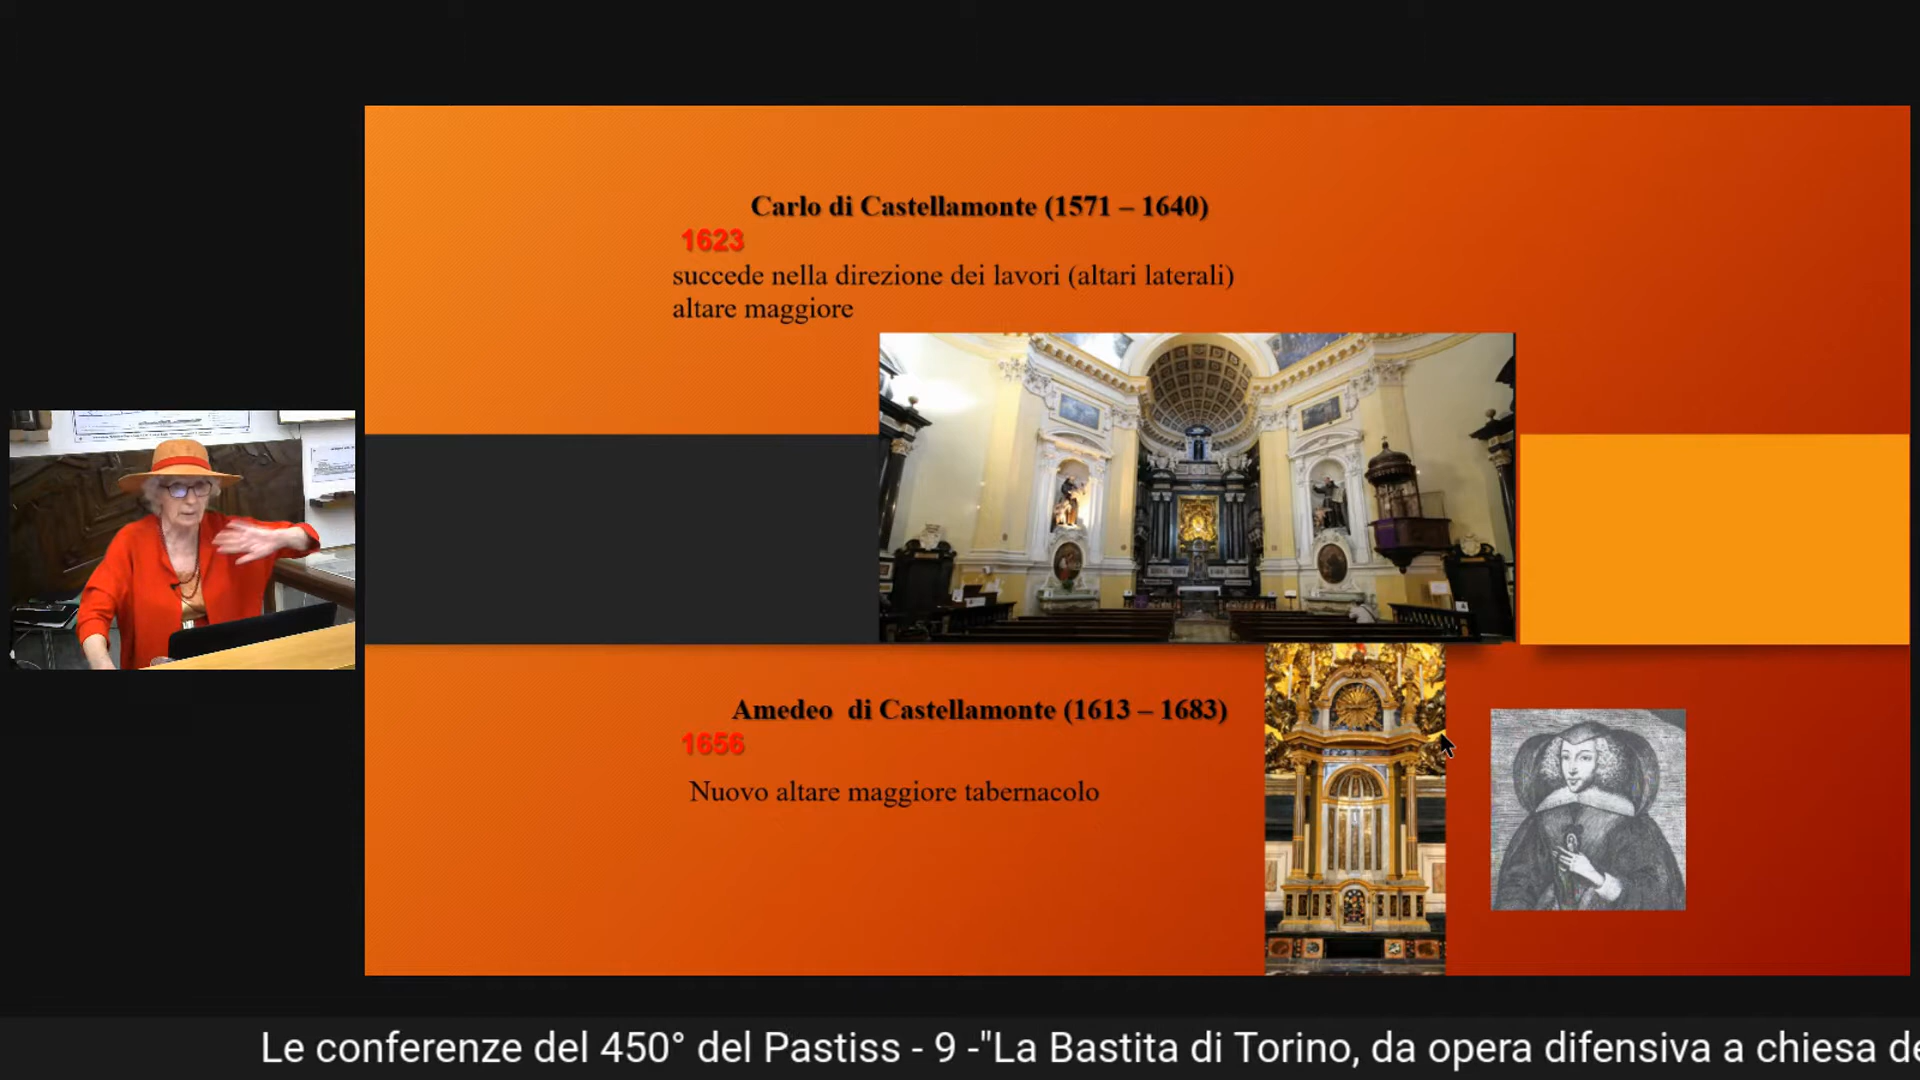 Carlo di Castellamonte (1571 – 1640)
1623
succede nella direzione dei lavori (altari laterali)
altare maggiore
Amedeo di Castellamonte (1613 – 1683)
1656
Nuovo altare maggiore tabernacolo
Le conferenze del 450° del Pastiss - 9 -"La Bastita di Torino, da opera difensiva a chiesa de